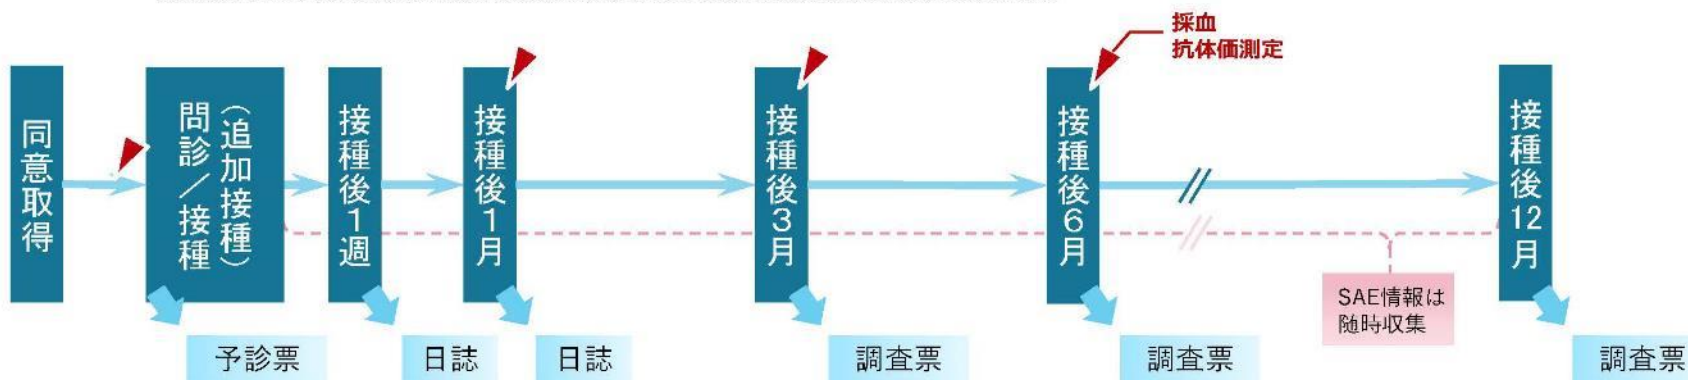 採血
抗体価測定
同意取得
(追加接種)
問診/接種
接種後1週
接種後1月
接種後3月
接種後6月
接種後12月
SAE情報は
随時収集
予診票
日誌
日誌
調査票
調査票
調査票